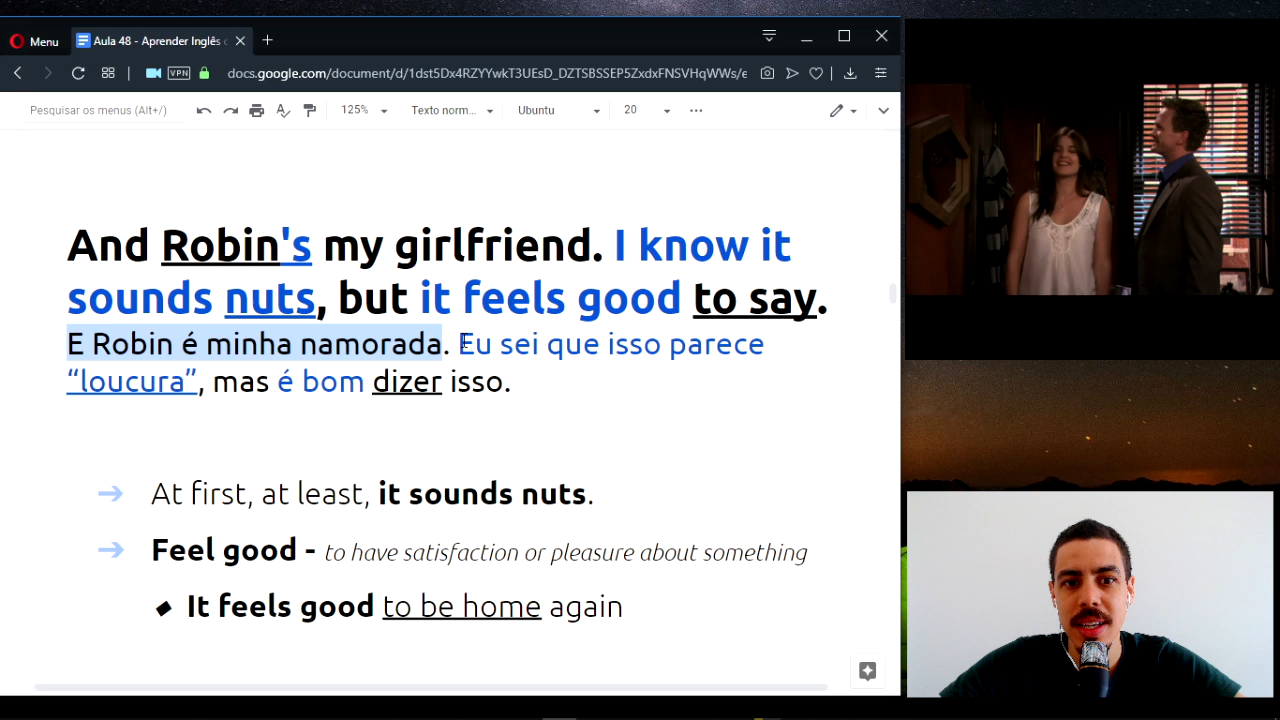 Menu
Aula 48 - Aprender Inglês
docs.google.com/document/d/1dst5Dx4RZYYwkT3UEsD_DZTSBSSEP5ZxdxFNSVHqWWs/e
VPN
Pesquisar os menus (Alt+/)
125%
Texto norm...
Ubuntu
20
And Robin's my girlfriend. I know it
sounds nuts, but it feels good to say.
E Robin é minha namorada. Eu sei que isso parece
“loucura”, mas é bom dizer isso.
➔ At first, at least, it sounds nuts.
➔ Feel good - to have satisfaction or pleasure about something
◆ It feels good to be home again